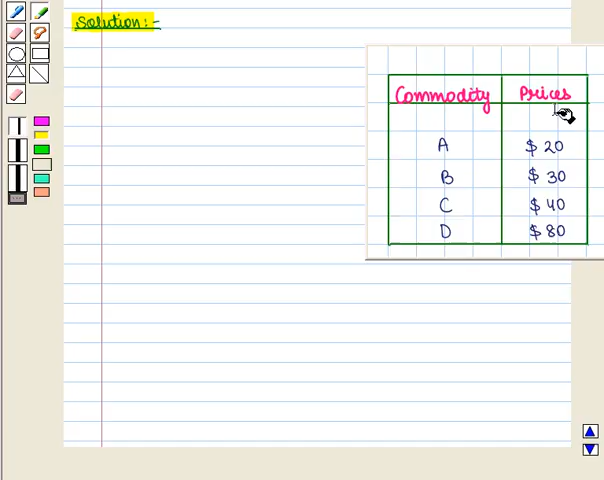 Solution:-
Commodity Prices
A $ 20
B $ 30
C $ 40
D $ 80